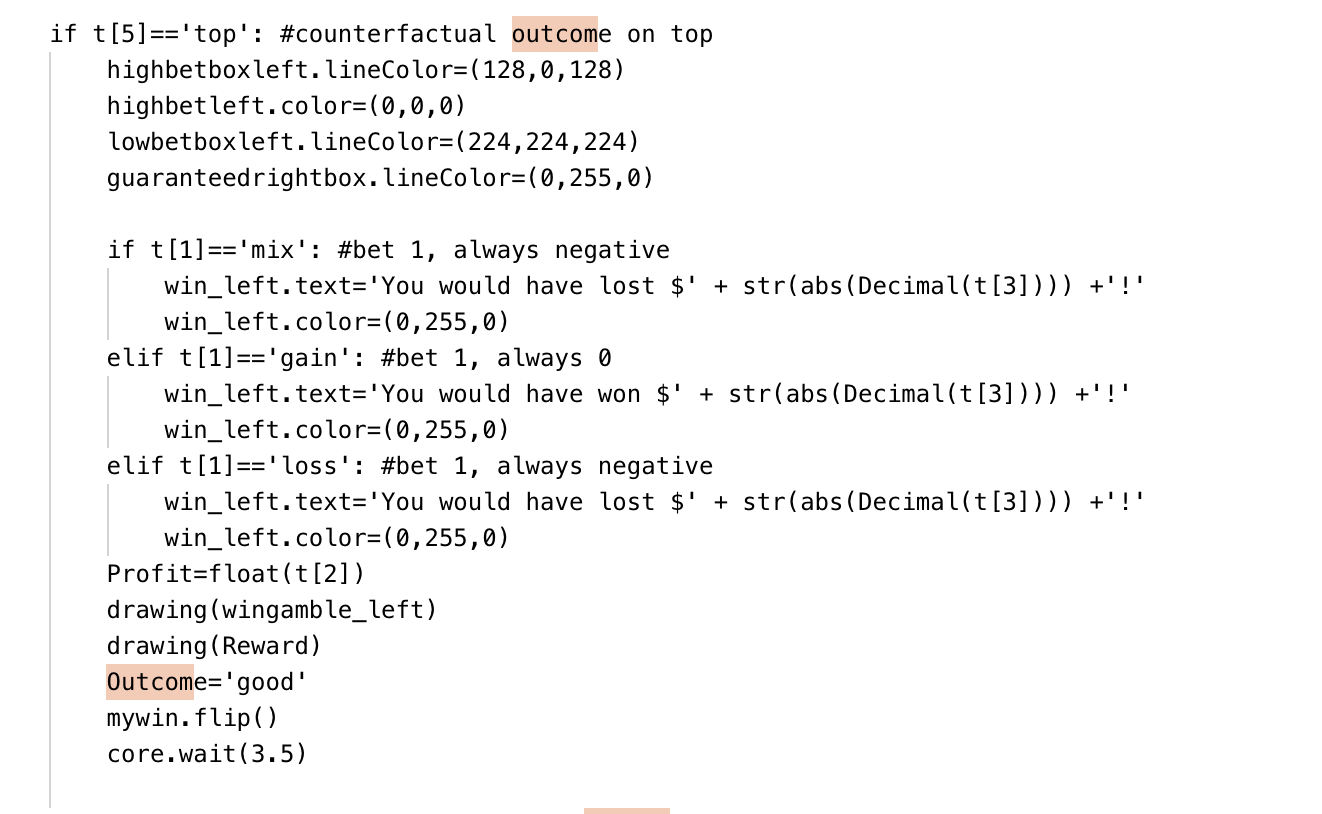 if t[5]=='top': #counterfactual outcome on top
highbetboxleft.lineColor=(128,0,128)
highbetleft.color=(0,0,0)
lowbetboxleft.lineColor=(224,224,224)
guaranteedrightbox.lineColor=(0,255,0)
if t[1]=='mix': #bet 1, always negative
win_left.text='You would have lost $' + str(abs(Decimal(t[3]))) +'!'
win_left.color=(0,255,0)
elif t[1]=='gain': #bet 1, always 0
win_left.text='You would have won $' + str(abs(Decimal(t[3]))) +'!'
win_left.color=(0,255,0)
elif t[1]=='loss': #bet 1, always negative
win_left.text='You would have lost $' + str(abs(Decimal(t[3]))) +'!'
win_left.color=(0,255,0)
Profit=float(t[2])
drawing(wingamble_left)
drawing(Reward)
Outcome='good'
mywin.flip()
core.wait(3.5)